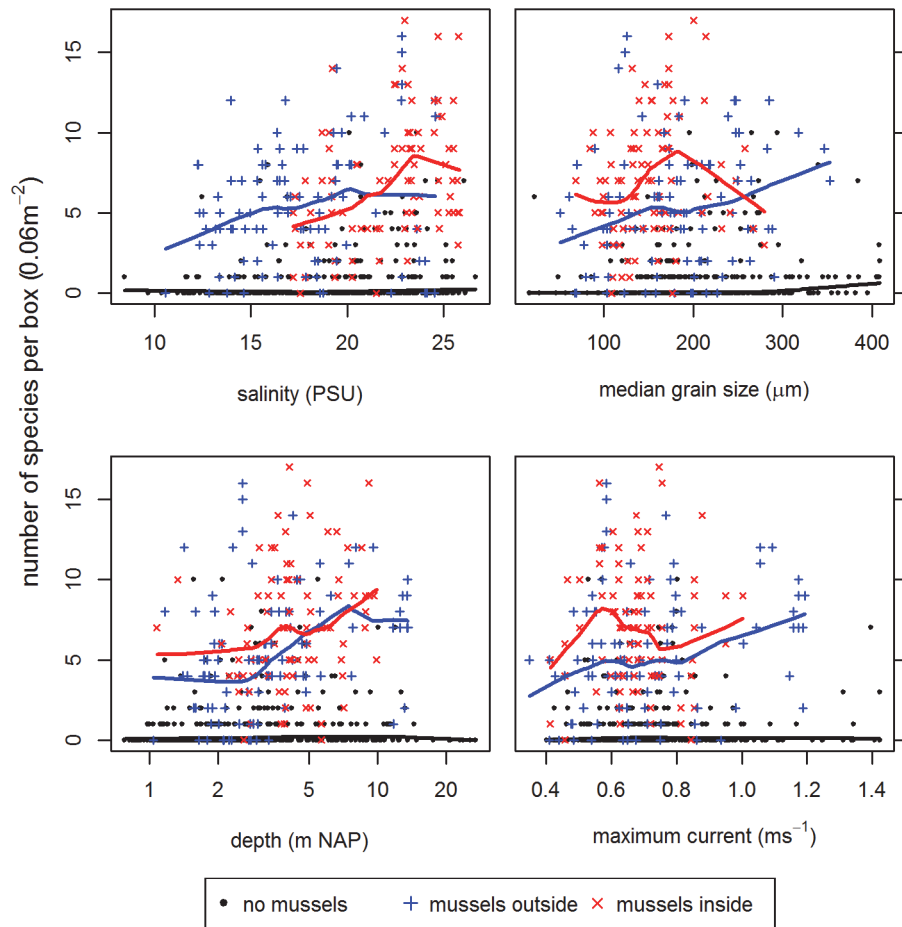 number of species per box (0.06m⁻²)
15
10
5
0
10 15 20 25
salinity (PSU)
100 200 300 400
median grain size (μm)
15
10
5
0
1 2 5 10 20
depth (m NAP)
0.4 0.6 0.8 1.0 1.2 1.4
maximum current (ms⁻¹)
no mussels mussels outside mussels inside